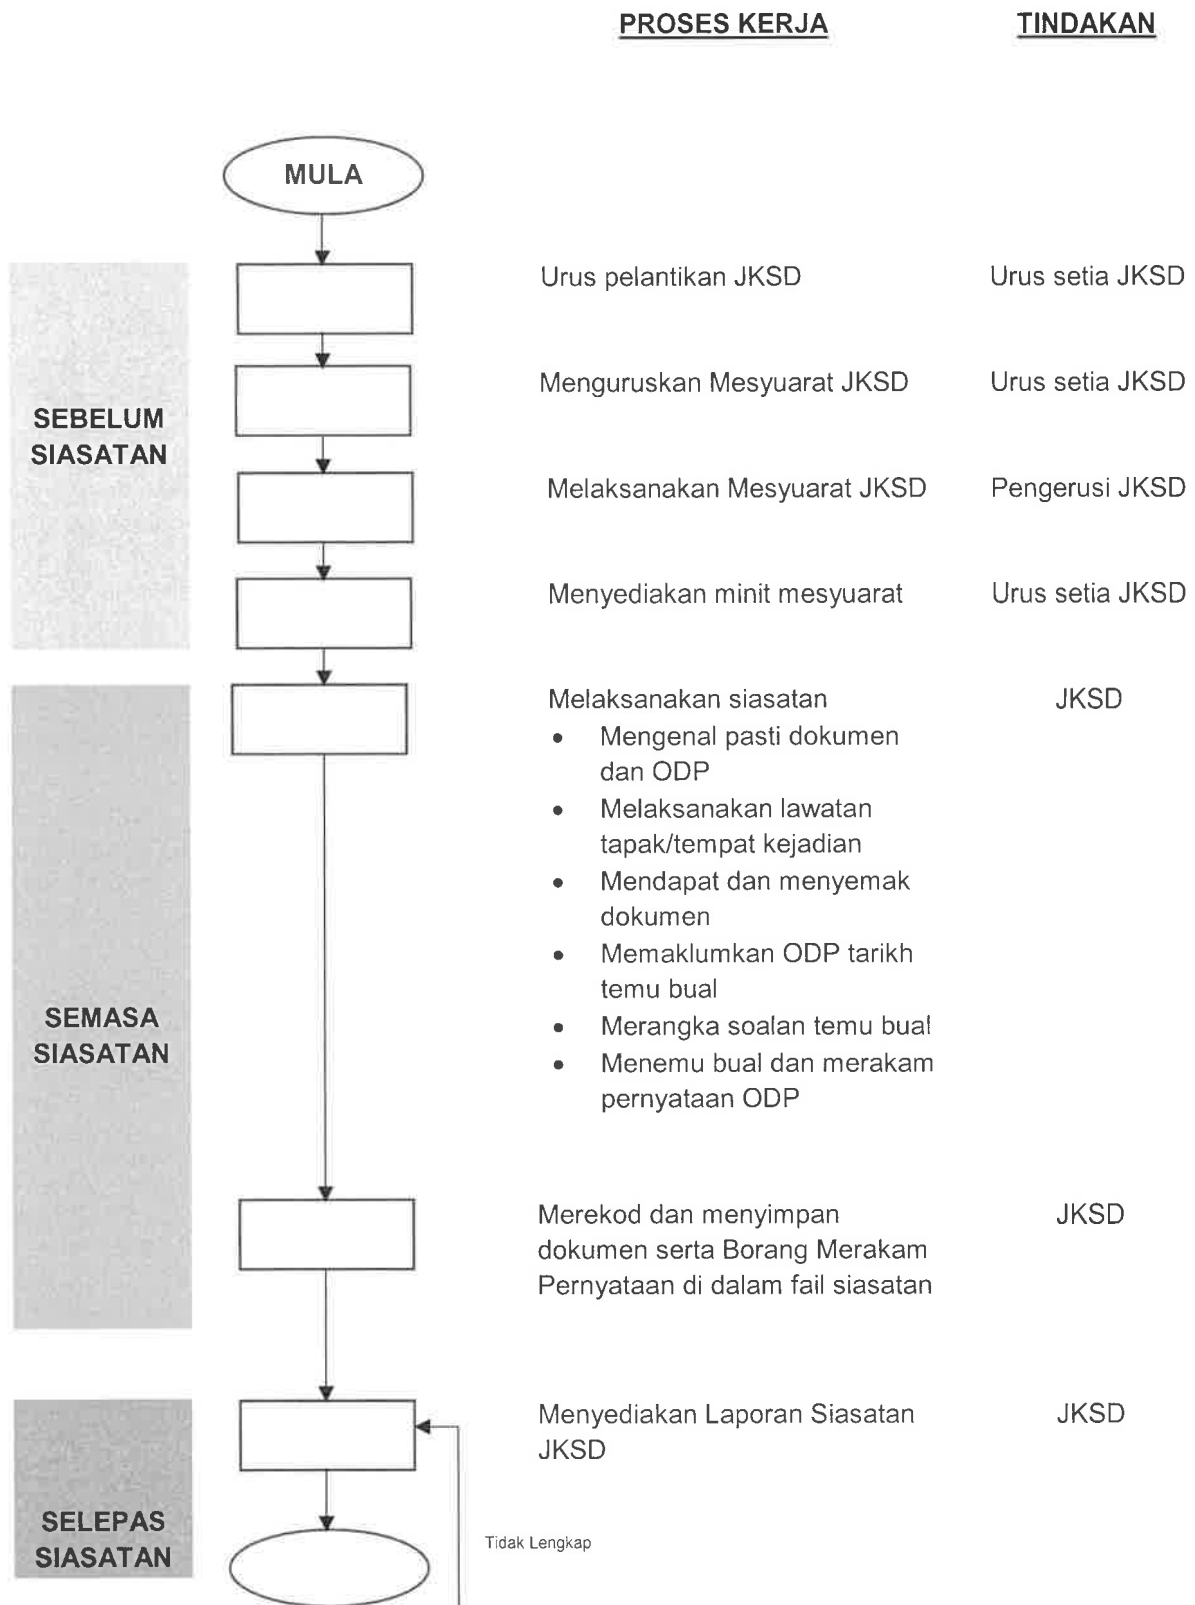 PROSES KERJA
TINDAKAN
MULA
SEBELUM
SIASATAN
Urus pelantikan JKSD
Urus setia JKSD
Menguruskan Mesyuarat JKSD
Urus setia JKSD
Melaksanakan Mesyuarat JKSD
Pengerusi JKSD
Menyediakan minit mesyuarat
Urus setia JKSD
SEMASA
SIASATAN
Melaksanakan siasatan
JKSD
• Mengenal pasti dokumen
dan ODP
• Melaksanakan lawatan
tapak/tempat kejadian
• Mendapat dan menyemak
dokumen
• Memaklumkan ODP tarikh
temu bual
• Merangka soalan temu bual
• Menemu bual dan merakam
pernyataan ODP
Merekod dan menyimpan
dokumen serta Borang Merakam
Pernyataan di dalam fail siasatan
JKSD
SELEPAS
SIASATAN
Menyediakan Laporan Siasatan
JKSD
JKSD
Tidak Lengkap